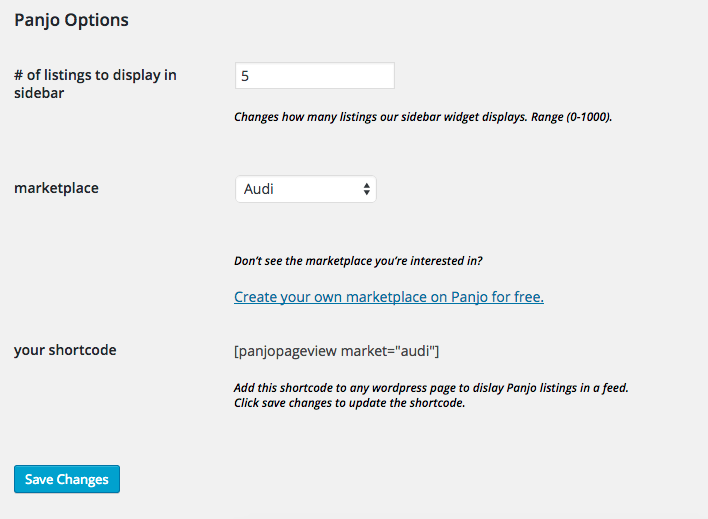 Panjo Options
# of listings to display in
sidebar
5
Changes how many listings our sidebar widget displays. Range (0-1000).
marketplace
Audi
Don't see the marketplace you're interested in?
Create your own marketplace on Panjo for free.
your shortcode
[panjopageview market="audi"]
Add this shortcode to any wordpress page to dislay Panjo listings in a feed.
Click save changes to update the shortcode.
Save Changes